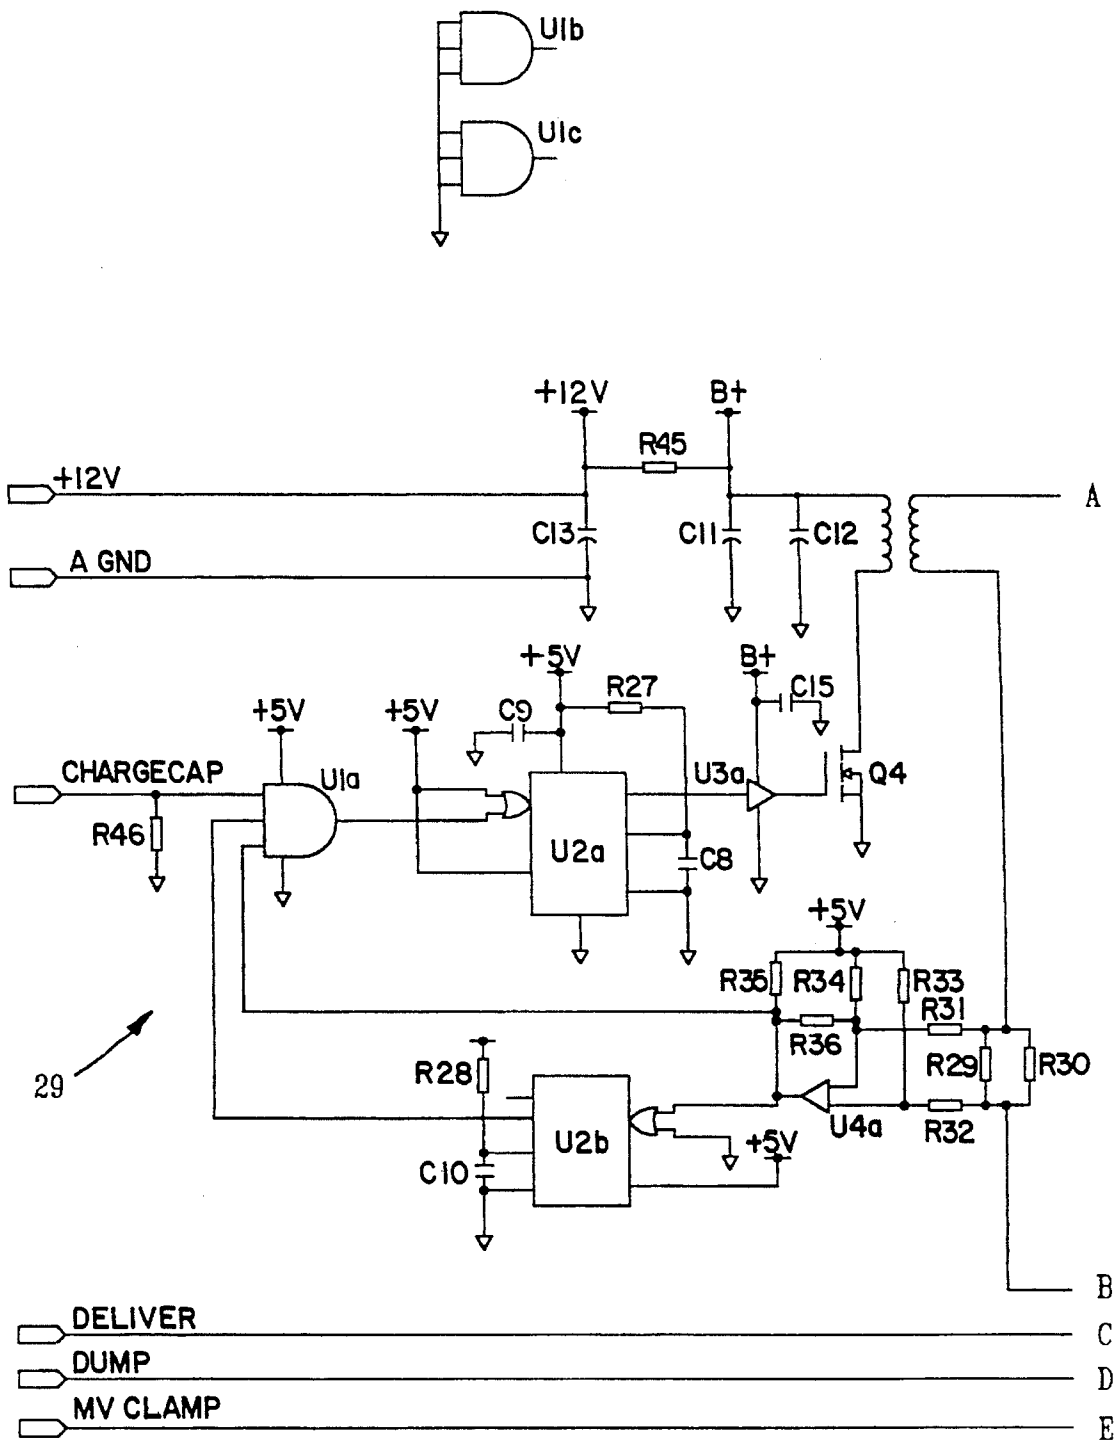 U1b
U1c
+12V
B+
R45
+12V
A
C13
C11
C12
A GND
+5V
B+
R27
C15
+5V
+5V
C9
CHARGECAP
U1a
U3a
Q4
R46
U2a
C8
+5V
R35
R34
R33
R31
R36
29
R28
R29
R30
U4a
R32
U2b
+5V
C10
B
DELIVER
C
DUMP
D
MV CLAMP
E